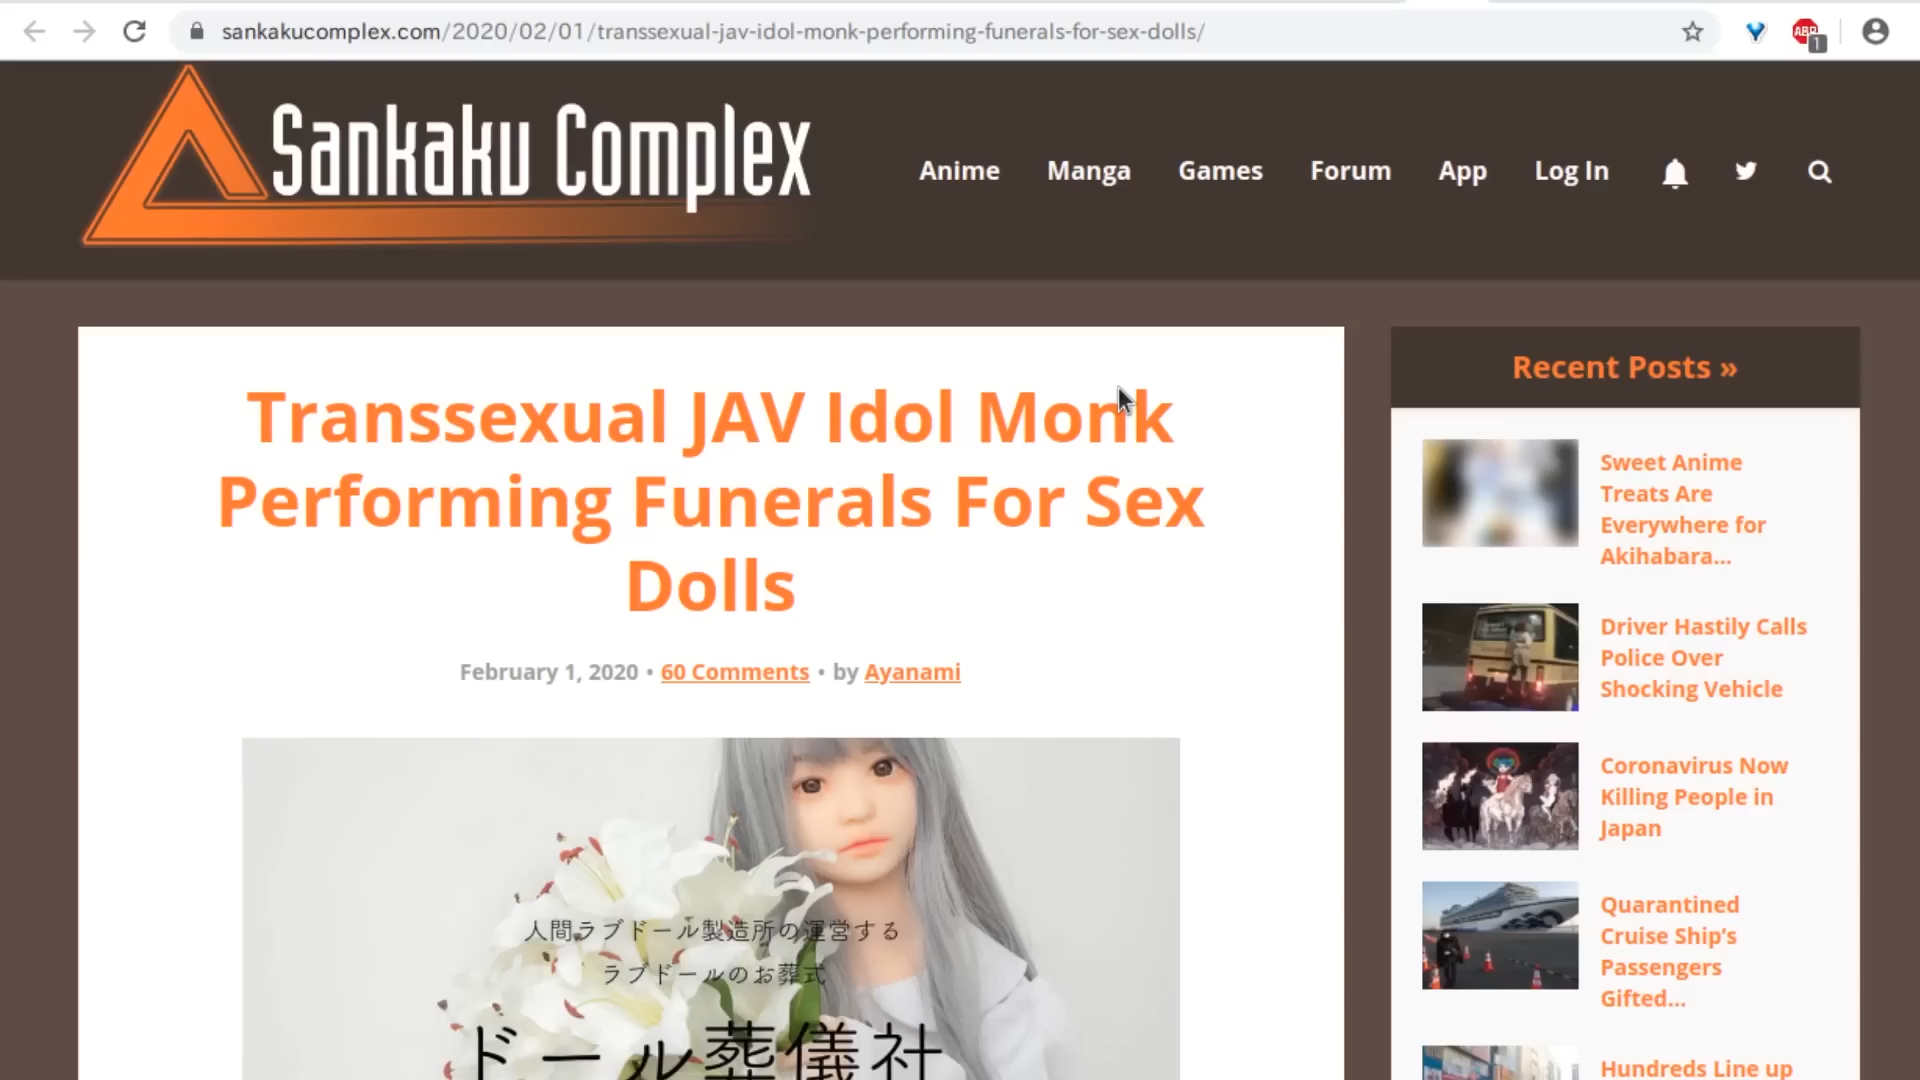 sankakucomplex.com/2020/02/01/transsexual-jav-idol-monk-performing-funerals-for-sex-dolls/
ABP
1
Sankaku Complex
Anime
Manga
Games
Forum
App
Log In
Transsexual JAV Idol Monk
Performing Funerals For Sex
Dolls
February 1, 2020 • 60 Comments • by Ayanami
人間ラブドール製造所の運営する
ラブドールのお葬式
ドール葬儀社
Recent Posts »
Sweet Anime
Treats Are
Everywhere for
Akihabara...
Driver Hastily Calls
Police Over
Shocking Vehicle
Coronavirus Now
Killing People in
Japan
Quarantined
Cruise Ship's
Passengers
Gifted...
Hundreds Line up